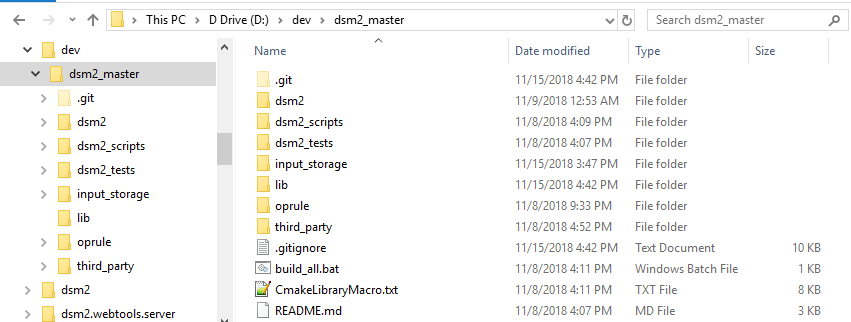 This PC > D Drive (D:) > dev > dsm2_master
Search dsm2_master
dev
dsm2_master
.git
dsm2
dsm2_scripts
dsm2_tests
input_storage
lib
oprule
third_party
dsm2
dsm2.webtools.server
Name Date modified Type Size
.git 11/15/2018 4:42 PM File folder
dsm2 11/9/2018 12:53 AM File folder
dsm2_scripts 11/8/2018 4:09 PM File folder
dsm2_tests 11/8/2018 4:07 PM File folder
input_storage 11/15/2018 3:47 PM File folder
lib 11/15/2018 4:42 PM File folder
oprule 11/8/2018 9:33 PM File folder
third_party 11/8/2018 4:52 PM File folder
.gitignore 11/15/2018 4:42 PM Text Document 10 KB
build_all.bat 11/8/2018 4:11 PM Windows Batch File 1 KB
CmakeLibraryMacro.txt 11/8/2018 4:11 PM TXT File 8 KB
README.md 11/8/2018 4:07 PM MD File 3 KB